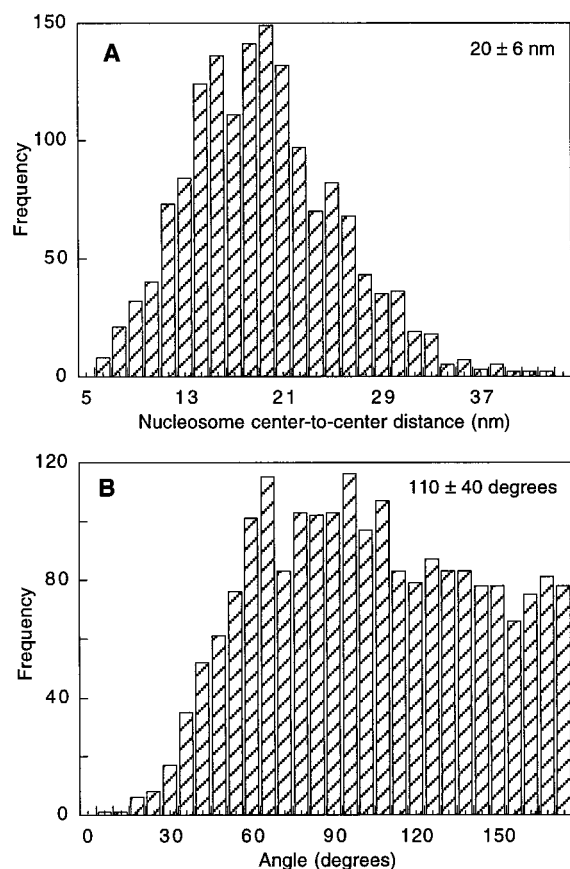 150
A
20 ± 6 nm
100
Frequency
50
0
5 13 21 29 37
Nucleosome center-to-center distance (nm)
120
B
110 ± 40 degrees
80
Frequency
40
0
0 30 60 90 120 150
Angle (degrees)